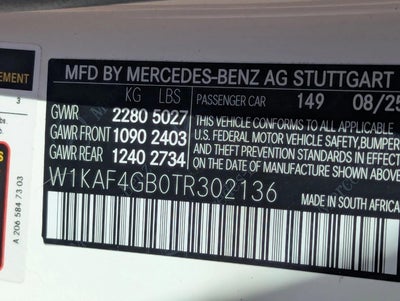 MFD BY MERCEDES-BENZ AG STUTTGART
KG LBS
PASSENGER CAR 149 08/25
GVWR 2280 5027
GAWR FRONT 1090 2403
GAWR REAR 1240 2734
THIS VEHICLE CONFORMS TO ALL APPLICABLE
U.S. FEDERAL MOTOR VEHICLE SAFETY,BUMPER
AND THEFT PREVENTION STANDARDS IN EFFECT
ON THE DATE OF MANUFACTURE SHOWN ABOVE.
W1KAF4GB0TR302136
MADE IN SOUTH AFRICA
EMENT
3
A 206 584 73 03